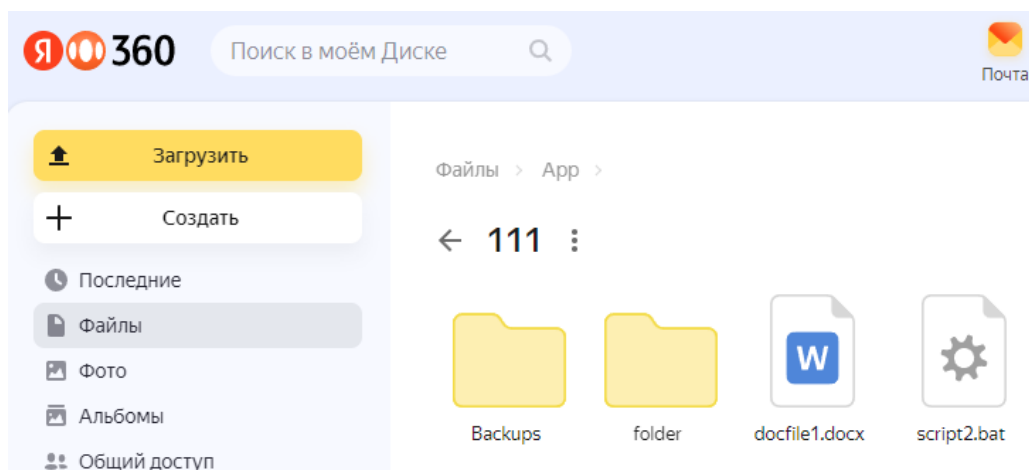 Я 360
Поиск в моём Диске
Почта
Загрузить
Создать
Последние
Файлы
Фото
Альбомы
Общий доступ
Файлы > App >
← 111
W
Backups
folder
docfile1.docx
script2.bat